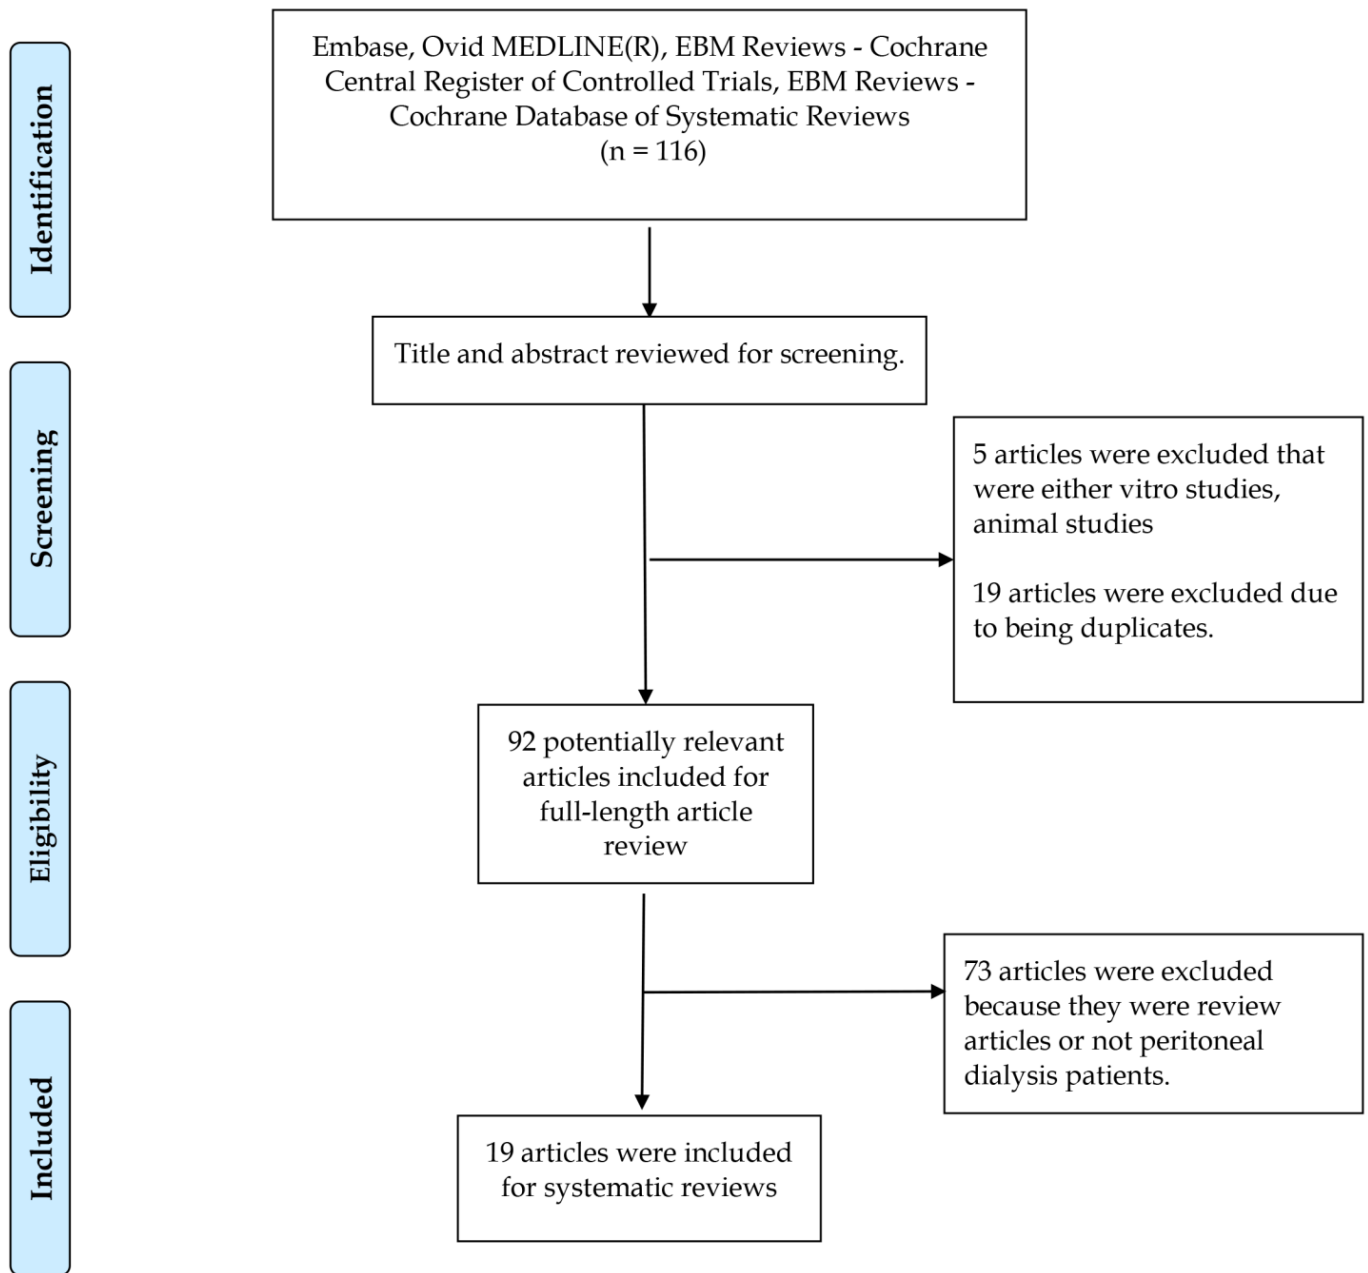 Identification
Embase, Ovid MEDLINE(R), EBM Reviews - Cochrane
Central Register of Controlled Trials, EBM Reviews -
Cochrane Database of Systematic Reviews
(n = 116)
Title and abstract reviewed for screening.
Screening
5 articles were excluded that
were either vitro studies,
animal studies
19 articles were excluded due
to being duplicates.
Eligibility
92 potentially relevant
articles included for
full-length article
review
73 articles were excluded
because they were review
articles or not peritoneal
dialysis patients.
Included
19 articles were included
for systematic reviews